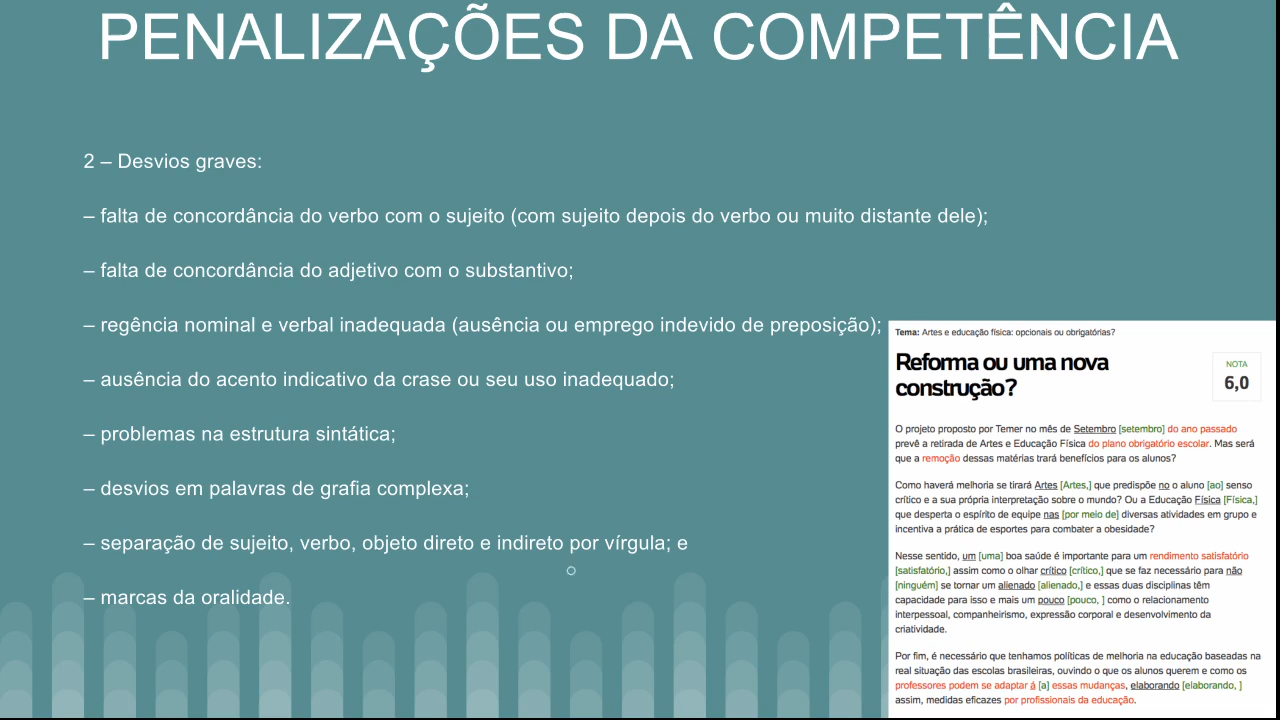 PENALIZAÇÕES DA COMPETÊNCIA
2 – Desvios graves:
– falta de concordância do verbo com o sujeito (com sujeito depois do verbo ou muito distante dele);
– falta de concordância do adjetivo com o substantivo;
– regência nominal e verbal inadequada (ausência ou emprego indevido de preposição);
– ausência do acento indicativo da crase ou seu uso inadequado;
– problemas na estrutura sintática;
– desvios em palavras de grafia complexa;
– separação de sujeito, verbo, objeto direto e indireto por vírgula; e
– marcas da oralidade.
Tema: Artes e educação física: opcionais ou obrigatórias?
Reforma ou uma nova
construção?
NOTA
6,0
O projeto proposto por Temer no mês de Setembro [setembro] do ano passado
prevê a retirada de Artes e Educação Física do plano obrigatório escolar. Mas será
que a remoção dessas matérias trará benefícios para os alunos?
Como haverá melhoria se tirará Artes [Artes,] que predispõe no o aluno [ao] senso
crítico e a sua própria interpretação sobre o mundo? Ou a Educação Física [Física,]
que desperta o espírito de equipe nas [por meio de] diversas atividades em grupo e
incentiva a prática de esportes para combater a obesidade?
Nesse sentido, um [uma] boa saúde é importante para um rendimento satisfatório
[satisfatório,] assim como o olhar crítico [crítico,] que se faz necessário para não
[ninguém] se tornar um alienado [alienado,] e essas duas disciplinas têm
capacidade para isso e mais um pouco [pouco, ] como o relacionamento
interpessoal, companheirismo, expressão corporal e desenvolvimento da
criatividade.
Por fim, é necessário que tenhamos políticas de melhoria na educação baseadas na
real situação das escolas brasileiras, ouvindo o que os alunos querem e como os
professores podem se adaptar á [a] essas mudanças, elaborando [elaborando, ]
assim, medidas eficazes por profissionais da educação.